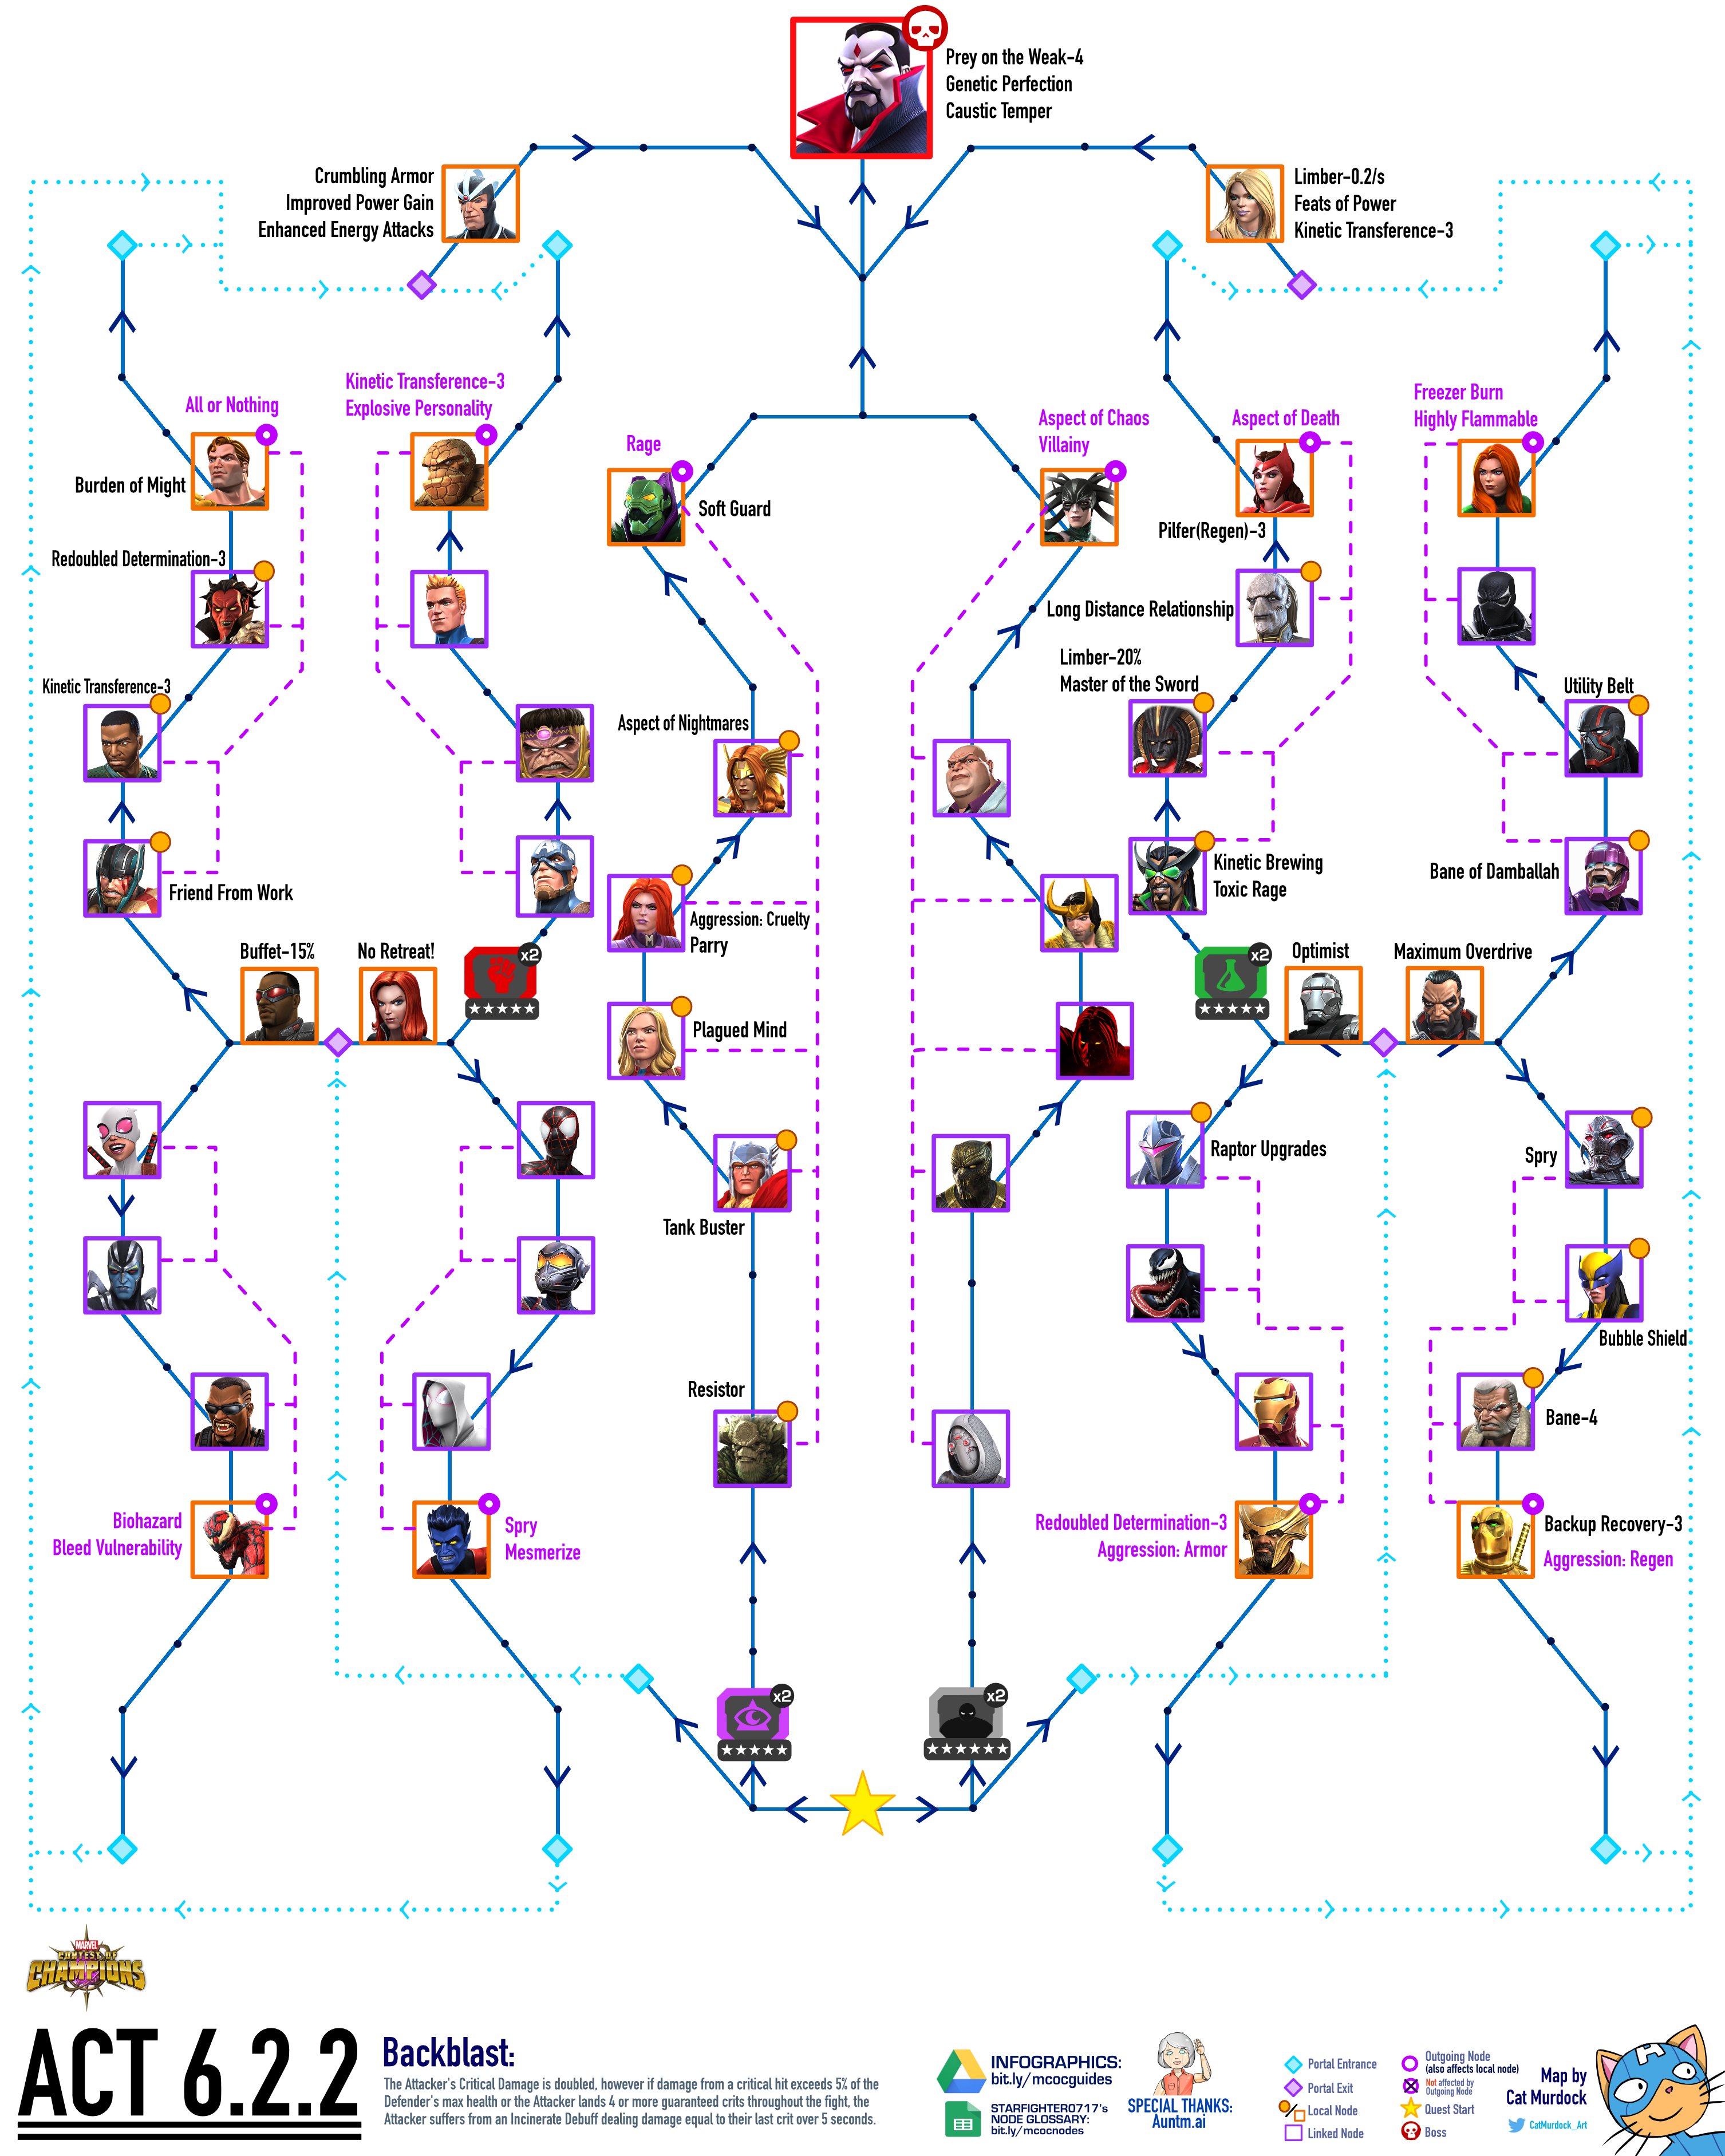 Prey on the Weak-4
Genetic Perfection
Caustic Temper
Crumbling Armor
Improved Power Gain
Enhanced Energy Attacks
Limber-0.2/s
Feats of Power
Kinetic Transference-3
All or Nothing
Kinetic Transference-3
Explosive Personality
Rage
Aspect of Chaos
Villainy
Aspect of Death
Freezer Burn
Highly Flammable
Burden of Might
Soft Guard
Pilfer(Regen)-3
Redoubled Determination-3
Long Distance Relationship
Limber-20%
Master of the Sword
Kinetic Transference-3
Utility Belt
Aspect of Nightmares
Friend From Work
Kinetic Brewing
Toxic Rage
Bane of Damballah
Aggression: Cruelty
Parry
Buffet-15%
No Retreat!
x2
x2
Optimist
Maximum Overdrive
Plagued Mind
Raptor Upgrades
Spry
Tank Buster
Bubble Shield
Resistor
Bane-4
Biohazard
Bleed Vulnerability
Spry
Mesmerize
Redoubled Determination-3
Aggression: Armor
Backup Recovery-3
Aggression: Regen
x2
x2
MARVEL
CONTEST OF
CHAMPIONS
ACT 6.2.2
Backblast:
The Attacker's Critical Damage is doubled, however if damage from a critical hit exceeds 5% of the
Defender's max health or the Attacker lands 4 or more guaranteed crits throughout the fight, the
Attacker suffers from an Incinerate Debuff dealing damage equal to their last crit over 5 seconds.
INFOGRAPHICS:
bit.ly/mcocguides
STARFIGHTER0717's
NODE GLOSSARY:
bit.ly/mcocnodes
SPECIAL THANKS:
Auntm.ai
Portal Entrance
Portal Exit
Local Node
Linked Node
Outgoing Node
(also affects local node)
Not affected by
Outgoing Node
Quest Start
Boss
Map by
Cat Murdock
CatMurdock_Art